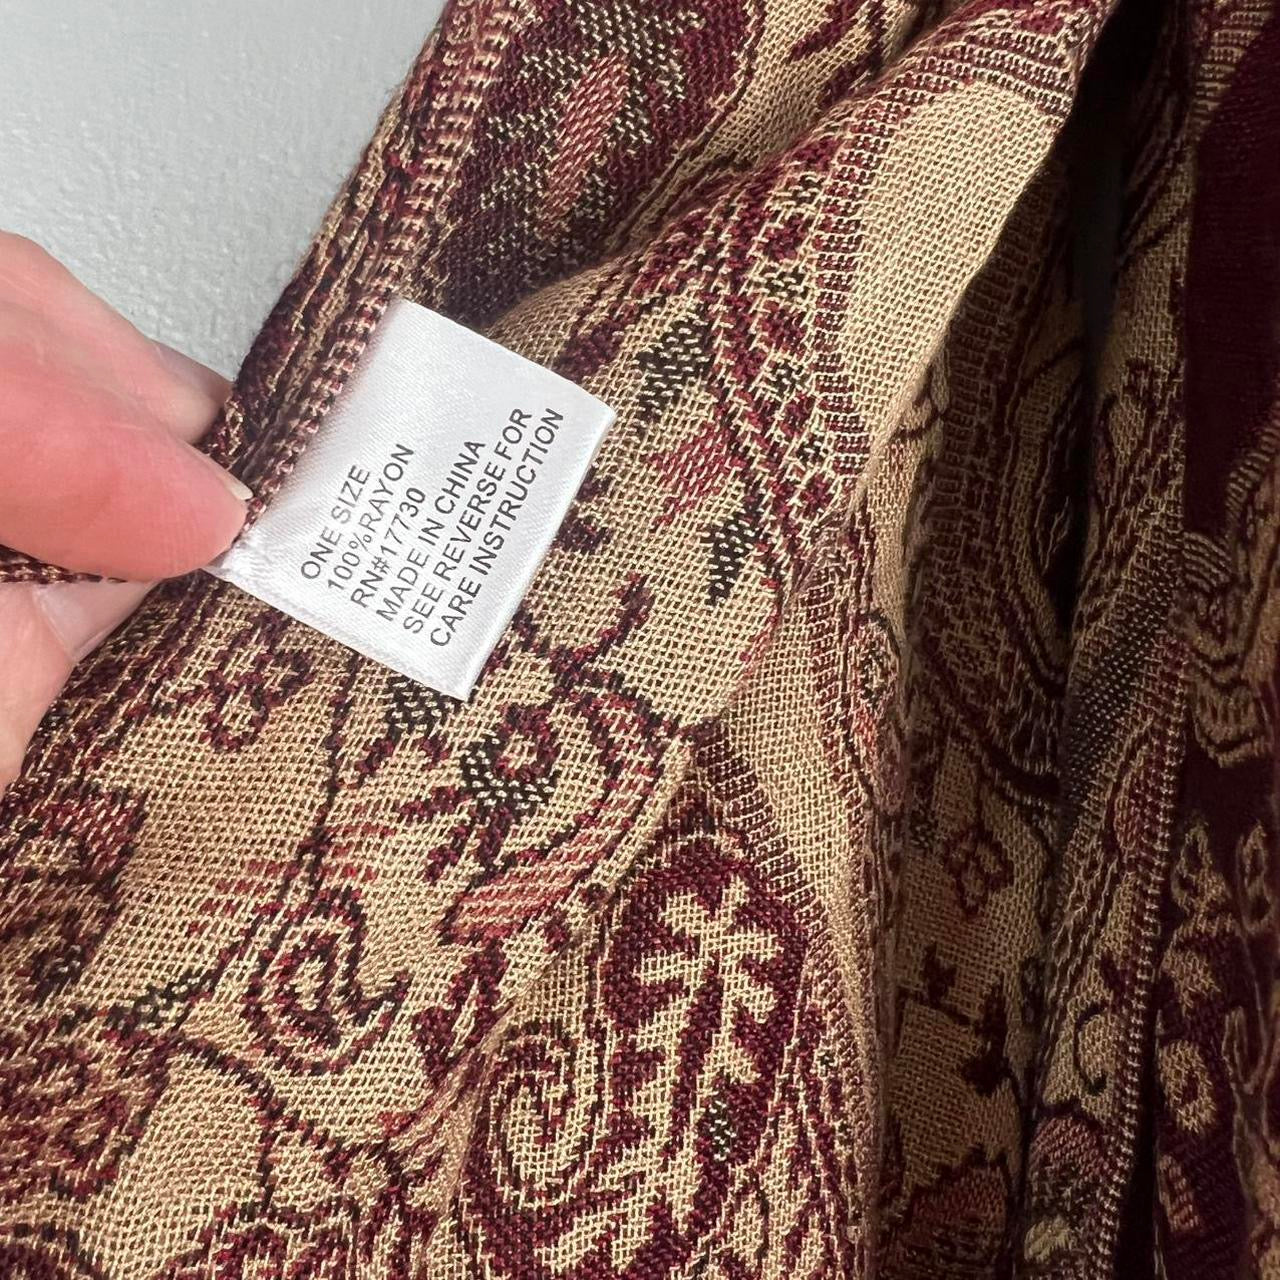 ONE SIZE
100%RAYON
RN#17730
MADE IN CHINA
SEE REVERSE FOR
CARE INSTRUCTION